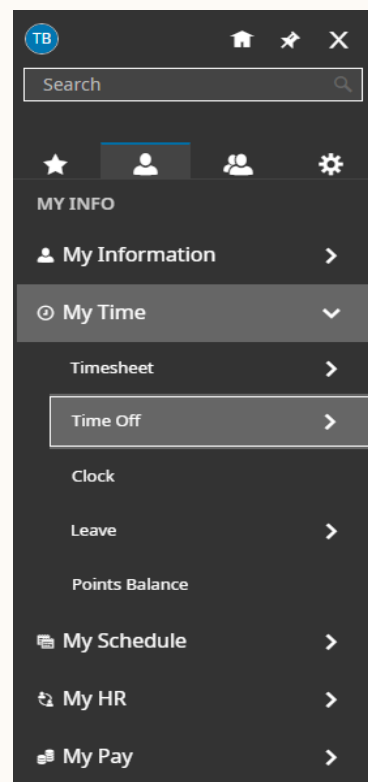 TB
Search
MY INFO
My Information
My Time
Timesheet
Time Off
Clock
Leave
Points Balance
My Schedule
My HR
My Pay